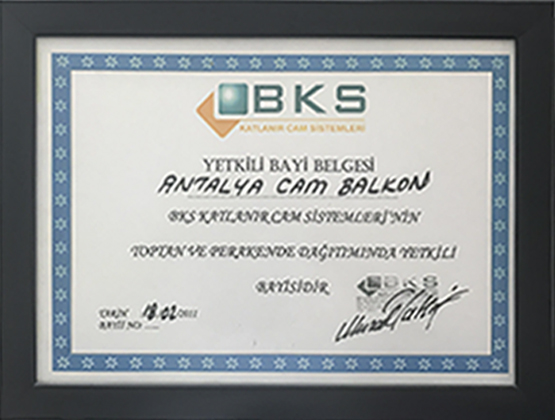 BKS
KATLANIR CAM SİSTEMLERİ
YETKİLİ BAYİ BELGESİ
ANTALYA CAM BALKON
BKS KATLANIR CAM SİSTEMLERİ'NİN
TOPTAN VE PERAKENDE DAĞITIMINDA YETKİLİ
BAYİSİDİR
BKS
TARİH 18.02/2012
BAYİİ NO